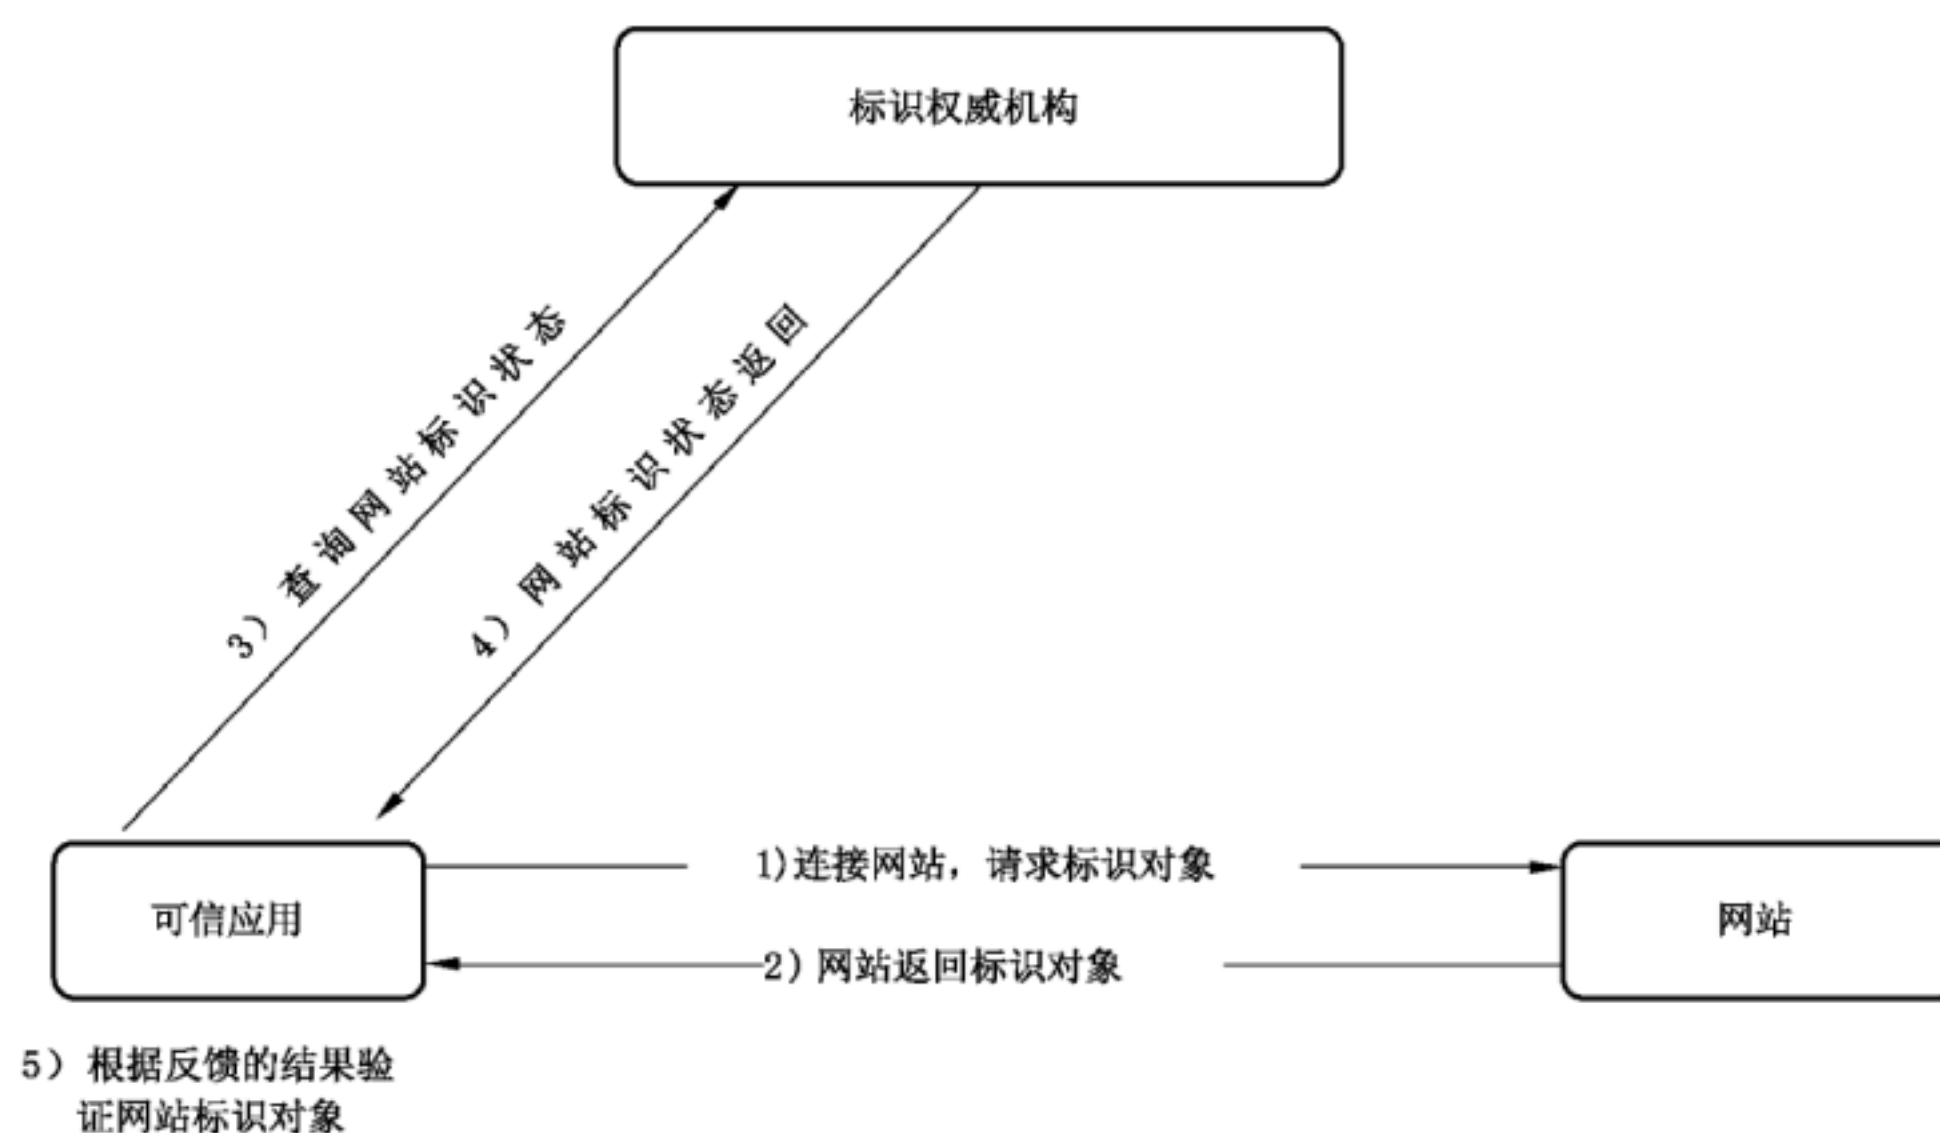 标识权威机构
3） 查询网站标识状态
4） 网站标识状态返回
1)连接网站，请求标识对象
可信应用
网站
2）网站返回标识对象
5）根据反馈的结果验
证网站标识对象